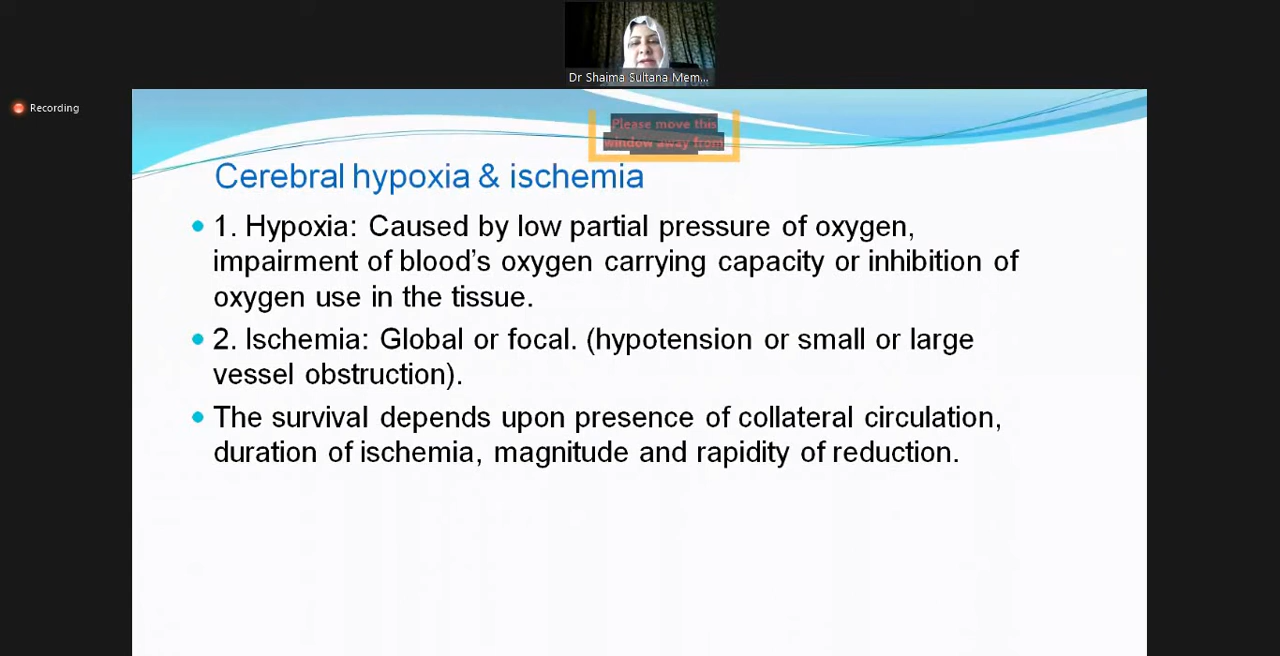 Dr Shaima Sultana Mem...
Recording
Please move this
window away from
Cerebral hypoxia & ischemia
1. Hypoxia: Caused by low partial pressure of oxygen,
impairment of blood's oxygen carrying capacity or inhibition of
oxygen use in the tissue.
2. Ischemia: Global or focal. (hypotension or small or large
vessel obstruction).
The survival depends upon presence of collateral circulation,
duration of ischemia, magnitude and rapidity of reduction.